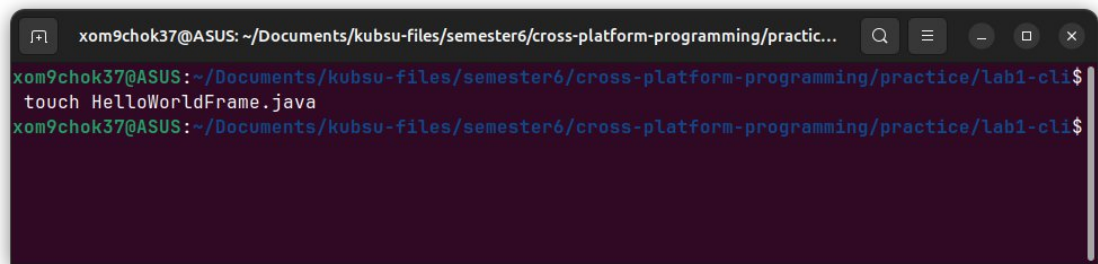 xom9chok37@ASUS: ~/Documents/kubsu-files/semester6/cross-platform-programming/practic...
xom9chok37@ASUS:~/Documents/kubsu-files/semester6/cross-platform-programming/practice/lab1-cli$
touch HelloWorldFrame.java
xom9chok37@ASUS:~/Documents/kubsu-files/semester6/cross-platform-programming/practice/lab1-cli$